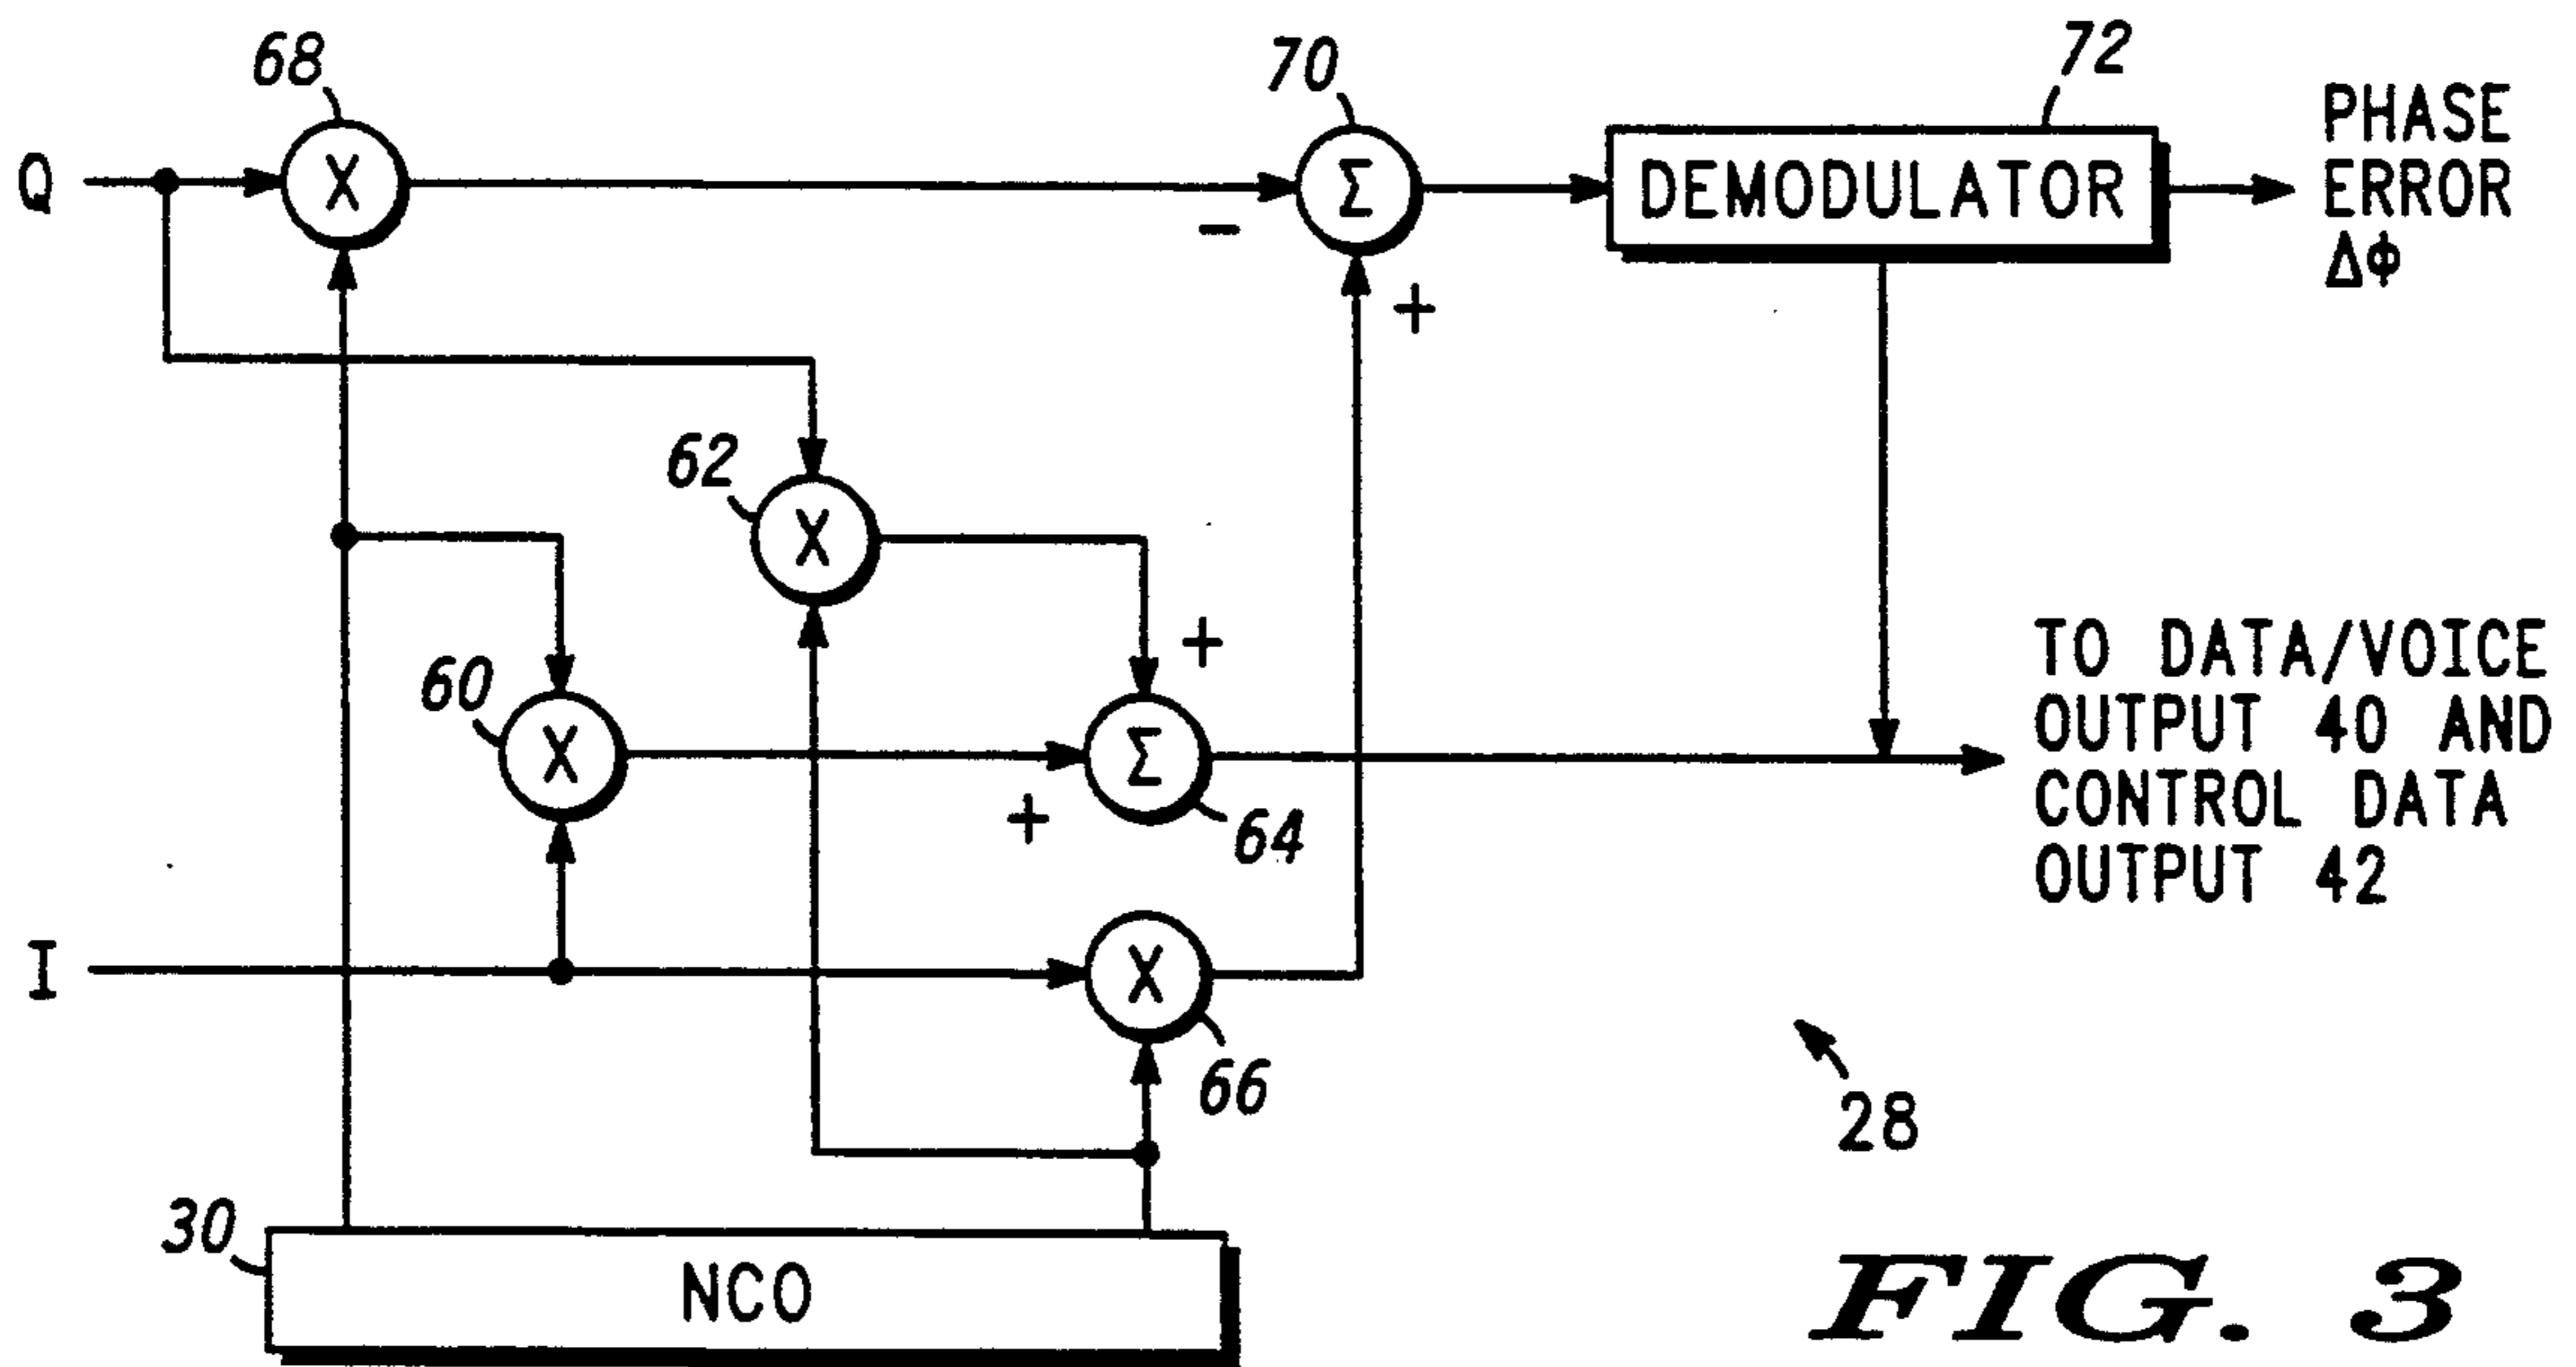 68
70
72
Q
X
Σ
DEMODULATOR
PHASE
ERROR
ΔΦ
-
+
62
X
+
60
X
Σ
+
64
TO DATA/VOICE
OUTPUT 40 AND
CONTROL DATA
OUTPUT 42
I
X
66
28
30
NCO
FIG. 3